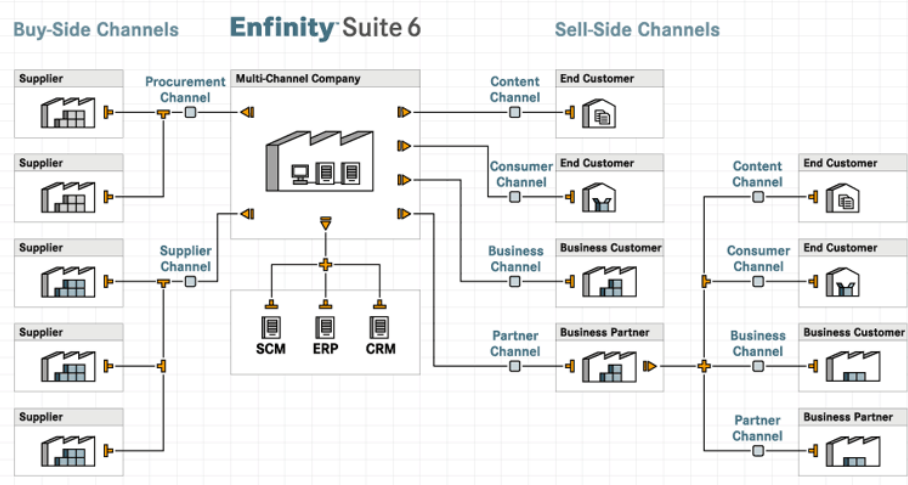 Buy-Side Channels
Enfinity™ Suite 6
Sell-Side Channels
Supplier
Procurement
Channel
Multi-Channel Company
Content
Channel
End Customer
Supplier
Consumer
Channel
End Customer
Content
Channel
End Customer
Supplier
Supplier
Channel
Business
Channel
Business Customer
Consumer
Channel
End Customer
Supplier
SCM
ERP
CRM
Partner
Channel
Business Partner
Business
Channel
Business Customer
Supplier
Partner
Channel
Business Partner